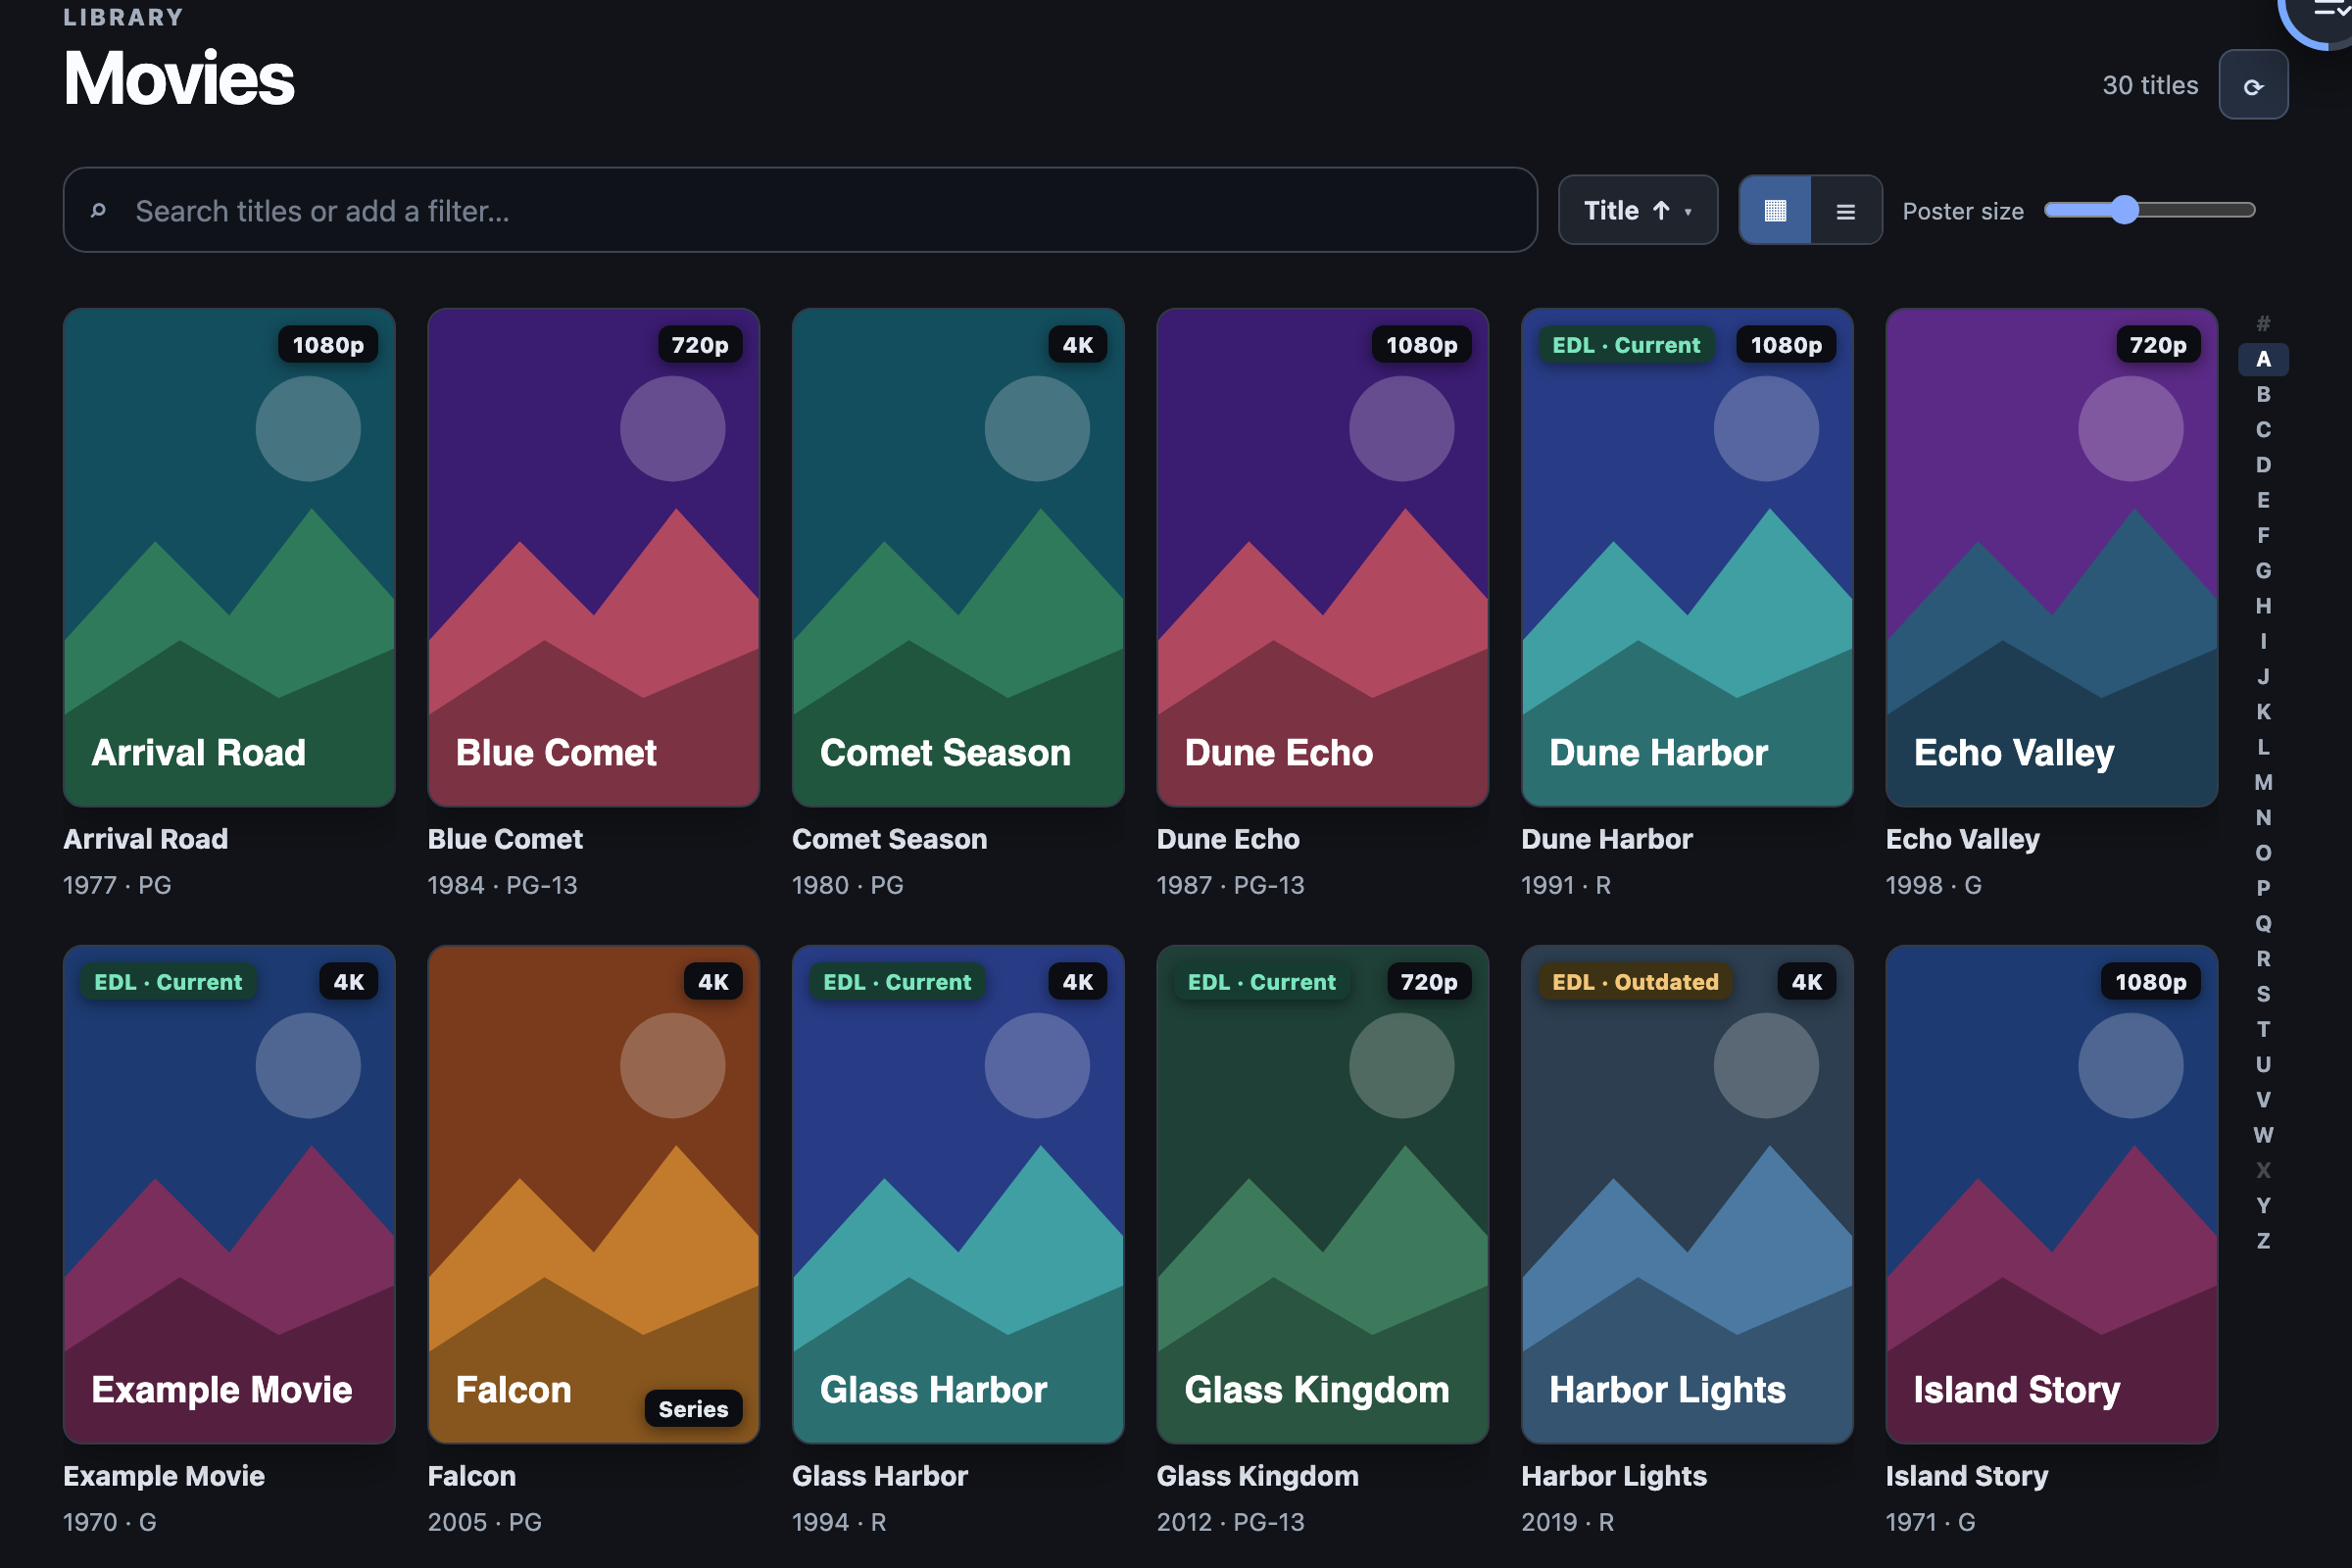 LIBRARY
Movies
30 titles
Search titles or add a filter...
Title ↑
Poster size
1080p
720p
4K
1080p
EDL · Current 1080p
720p
Arrival Road
Blue Comet
Comet Season
Dune Echo
Dune Harbor
Echo Valley
Arrival Road
Blue Comet
Comet Season
Dune Echo
Dune Harbor
Echo Valley
1977 · PG
1984 · PG-13
1980 · PG
1987 · PG-13
1991 · R
1998 · G
EDL · Current 4K
4K
EDL · Current 4K
EDL · Current 720p
EDL · Outdated 4K
1080p
Example Movie
Falcon
Series
Glass Harbor
Glass Kingdom
Harbor Lights
Island Story
Example Movie
Falcon
Glass Harbor
Glass Kingdom
Harbor Lights
Island Story
1970 · G
2005 · PG
1994 · R
2012 · PG-13
2019 · R
1971 · G
#
A
B
C
D
E
F
G
H
I
J
K
L
M
N
O
P
Q
R
S
T
U
V
W
X
Y
Z